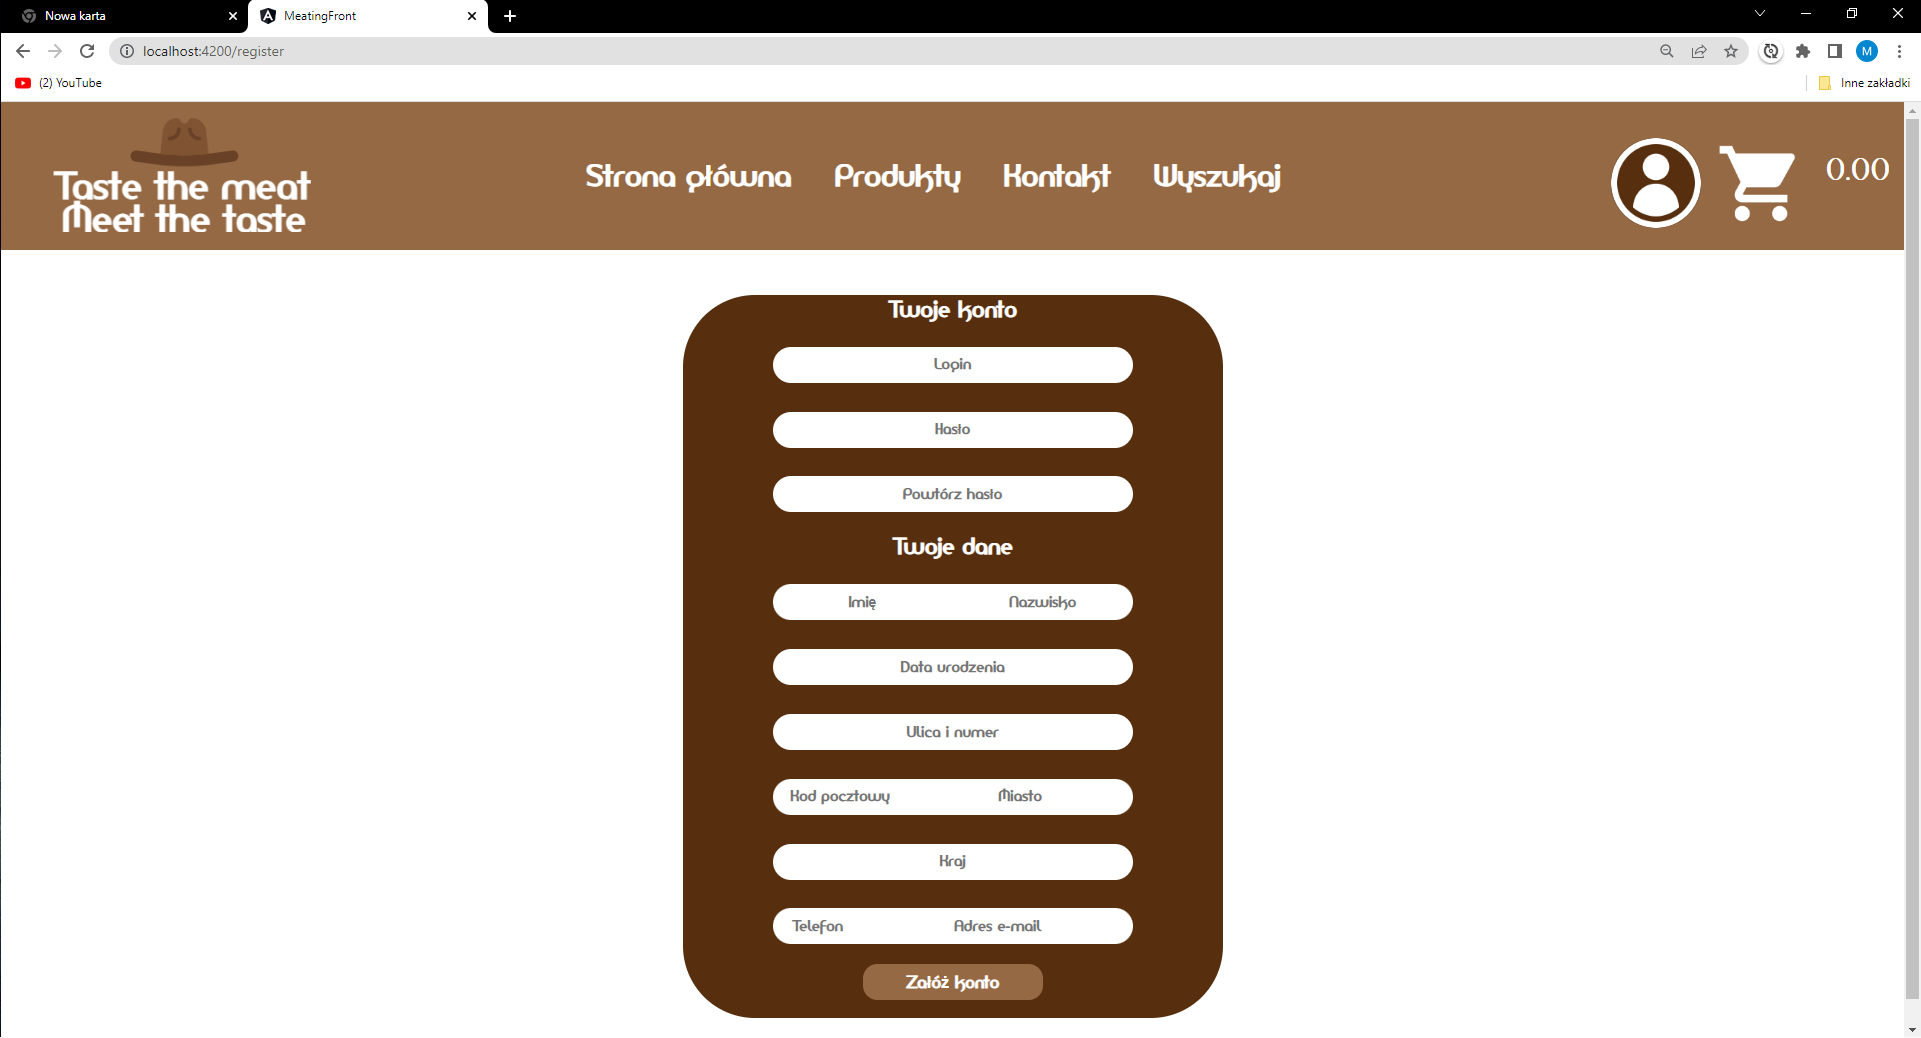 Nowa karta
MeatingFront
localhost:4200/register
M
(2) YouTube
Inne zakładki
Taste the meat
Meet the taste
Strona główna Produkty Kontakt Wyszukaj
0.00
Twoje konto
Login
Hasło
Powtórz hasło
Twoje dane
Imię Nazwisko
Data urodzenia
Ulica i numer
Kod pocztowy Miasto
Kraj
Telefon Adres e-mail
Załóż konto